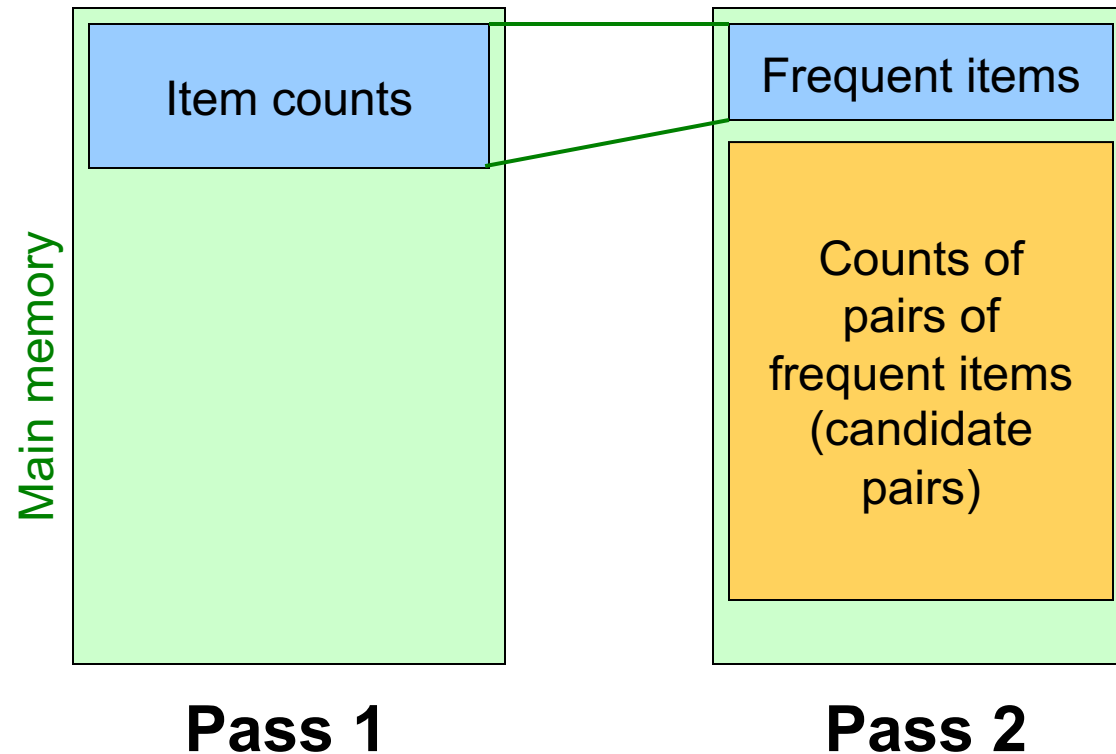 Main memory
Item counts
Frequent items
Counts of
pairs of
frequent items
(candidate
pairs)
Pass 1
Pass 2